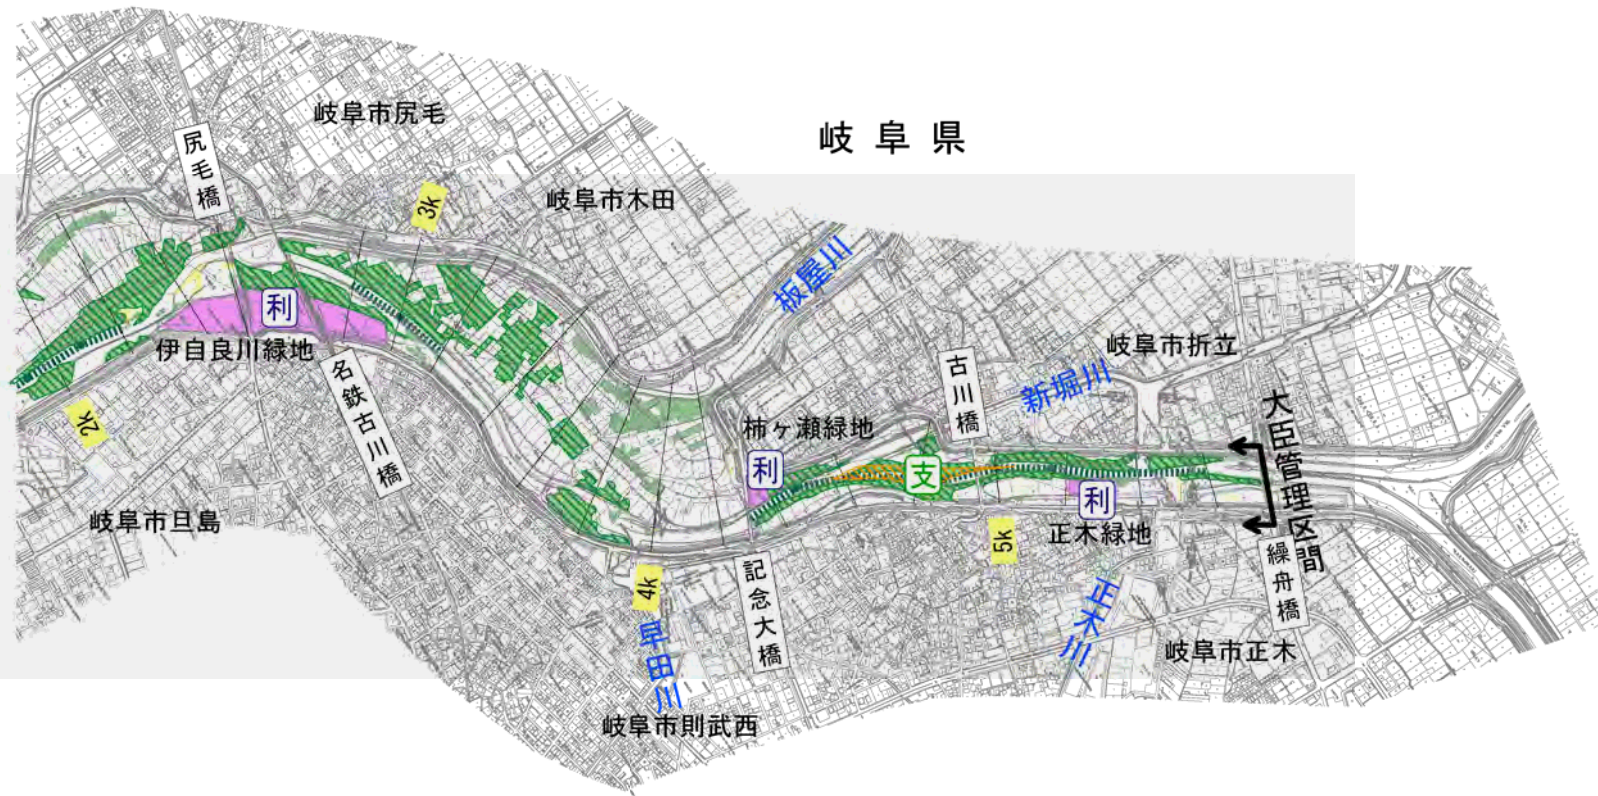 岐阜市尻毛
岐阜県
尻毛橋
3k
岐阜市木田
板屋川
利
伊自良川緑地
名鉄古川橋
2k
岐阜市折立
古川橋
新堀川
大臣管理区間
柿ヶ瀬緑地
利
支
利
岐阜市旦島
5k
正木緑地
繰舟橋
4k
記念大橋
正木川
早田川
岐阜市正木
岐阜市則武西